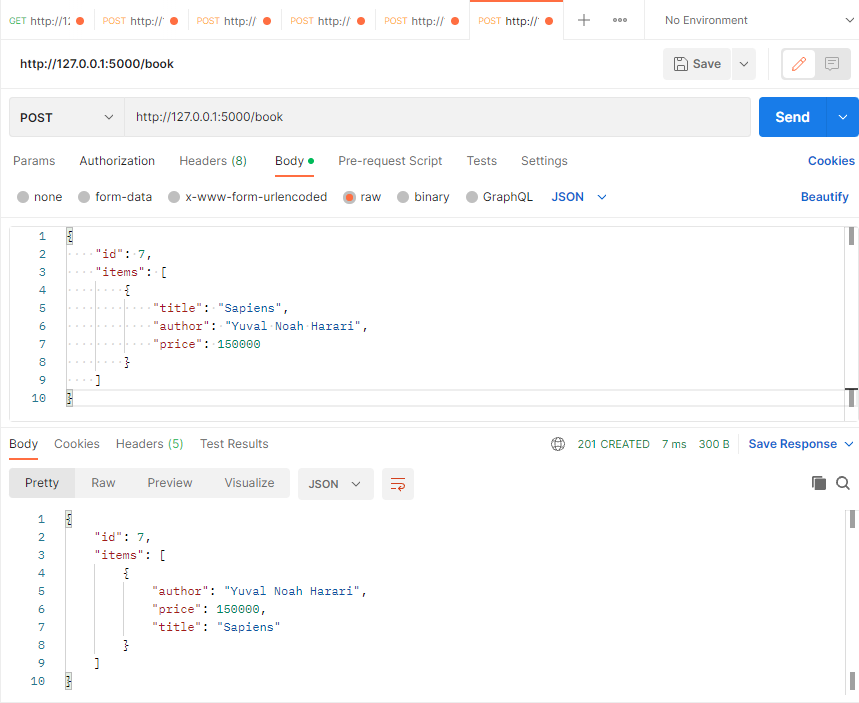 GET http://12 POST http://' POST http:// POST http:// POST http:// POST http://' No Environment
http://127.0.0.1:5000/book Save
POST http://127.0.0.1:5000/book Send
Params Authorization Headers (8) Body Pre-request Script Tests Settings Cookies
none form-data x-www-form-urlencoded raw binary GraphQL JSON Beautify
1 {
2 "id": 7,
3 "items": [
4 {
5 "title": "Sapiens",
6 "author": "Yuval Noah Harari",
7 "price": 150000
8 }
9 ]
10 }
Body Cookies Headers (5) Test Results 201 CREATED 7 ms 300 B Save Response
Pretty Raw Preview Visualize JSON
1 {
2 "id": 7,
3 "items": [
4 {
5 "author": "Yuval Noah Harari",
6 "price": 150000,
7 "title": "Sapiens"
8 }
9 ]
10 }